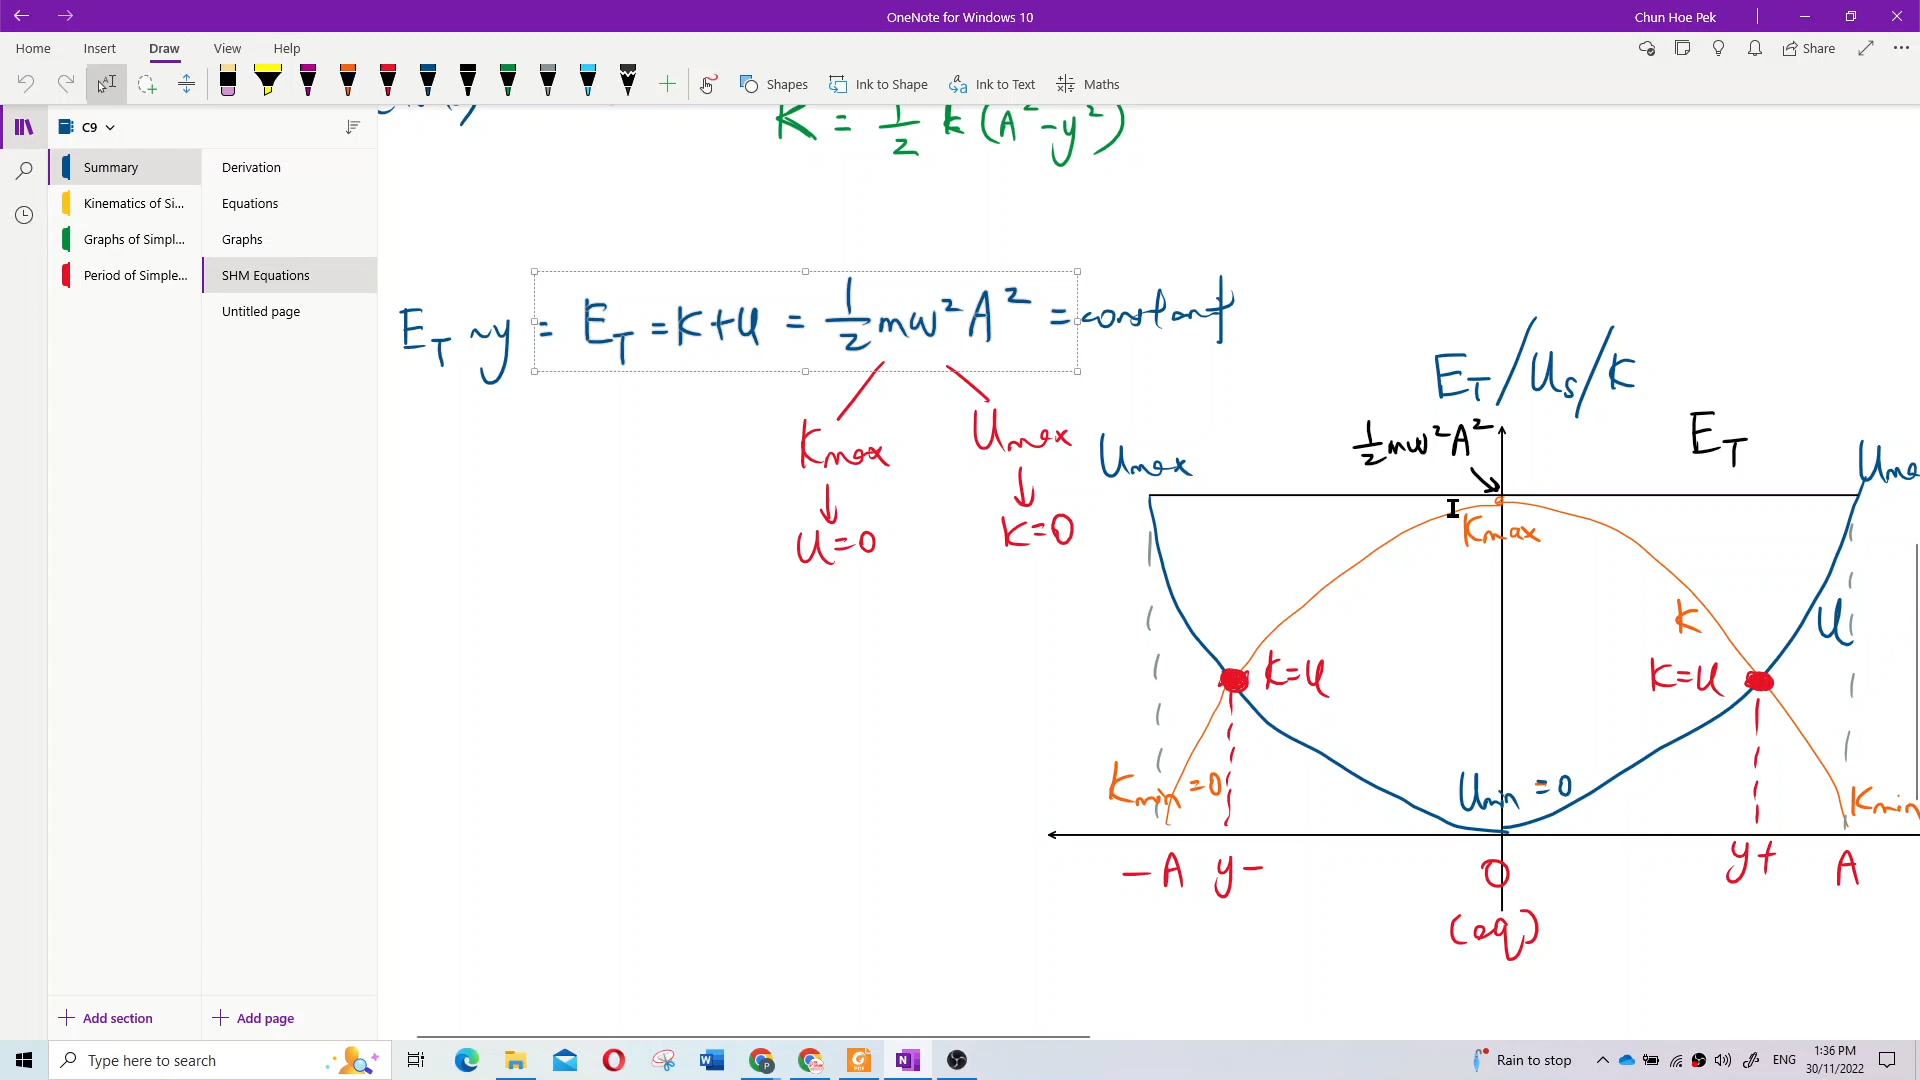 OneNote for Windows 10
Chun Hoe Pek
Home Insert Draw View Help
Share
Shapes Ink to Shape Ink to Text Maths
C9
Summary
Kinematics of Si...
Graphs of Simpl...
Period of Simple...
Derivation
Equations
Graphs
SHM Equations
Untitled page
K = 1/2 k (A² - y²)
E_T ~ y = E_T = K + U = 1/2 mω²A² = constant
Kmax
U = 0
Umax
K = 0
E_T / U_S / K
1/2 mω²A²
E_T
Umax
Kmax
K
U
K = U
K = U
Kmin = 0
Umin = 0
Kmin
-A y- O y+ A
(eq)
Add section
Add page
Type here to search
Rain to stop
ENG
1:36 PM
30/11/2022